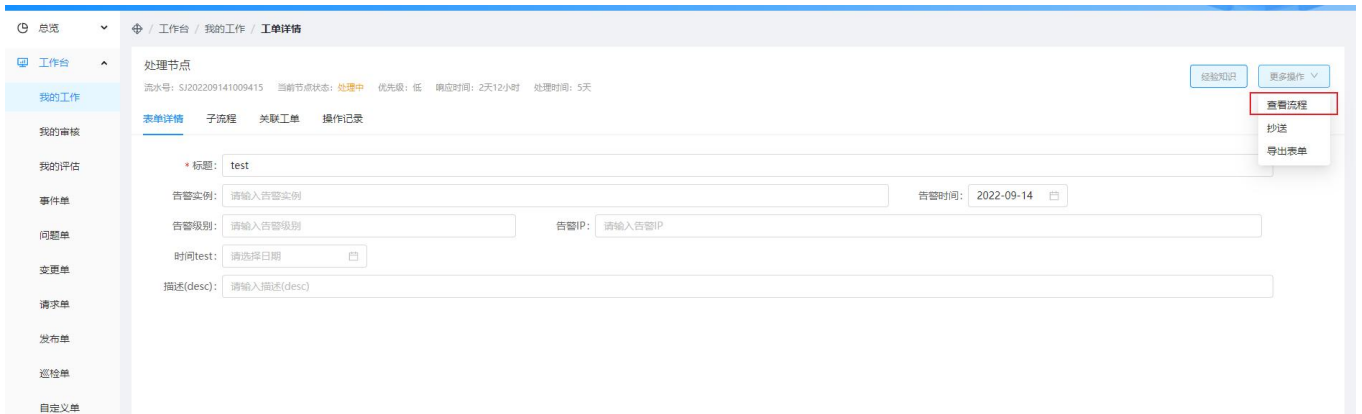 总览
工作台
我的工作
我的审核
我的评估
事件单
问题单
变更单
请求单
发布单
巡检单
自定义单
/ 工作台 / 我的工作 / 工单详情
处理节点
流水号：SJ202209141009415 当前节点状态：处理中 优先级：低 响应时间：2天12小时 处理时间：5天
经验知识 更多操作
查看流程
抄送
导出表单
表单详情 子流程 关联工单 操作记录
* 标题： test
告警实例： 请输入告警实例 告警时间： 2022-09-14
告警级别： 请输入告警级别 告警IP： 请输入告警IP
时间test： 请选择日期
描述(desc)： 请输入描述(desc)